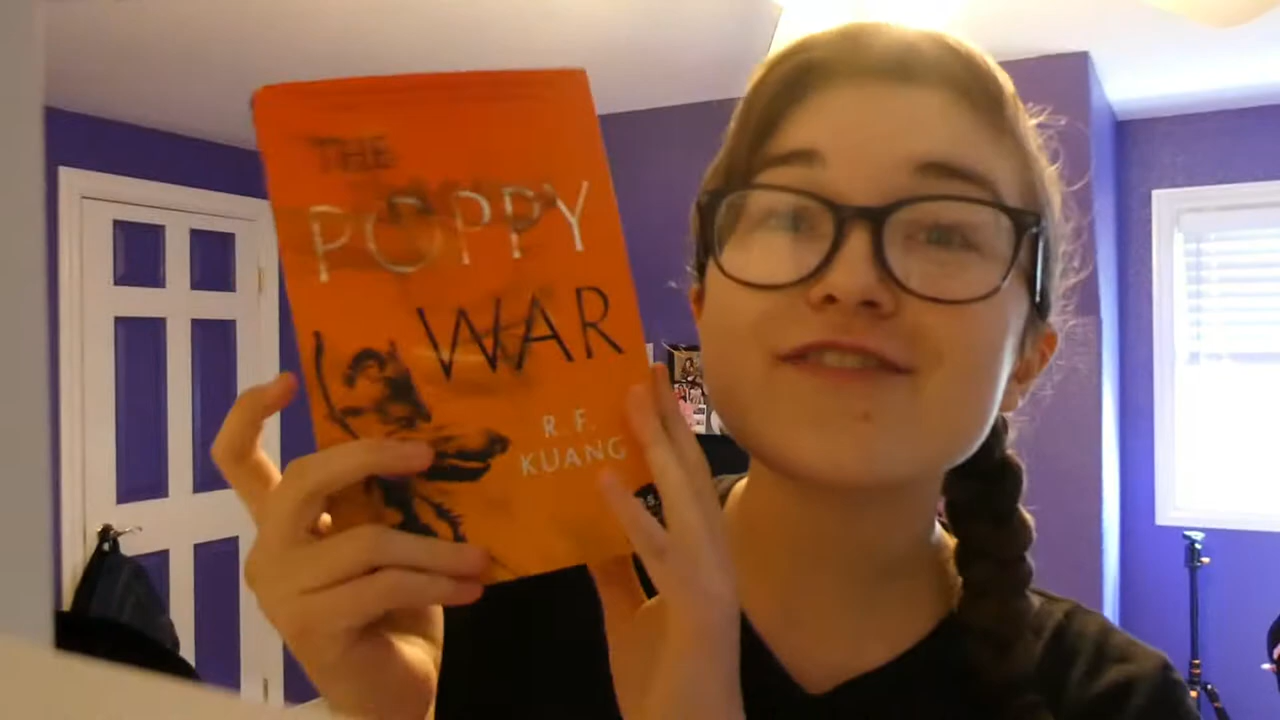 THE
POPPY
WAR
R. F.
KUANG